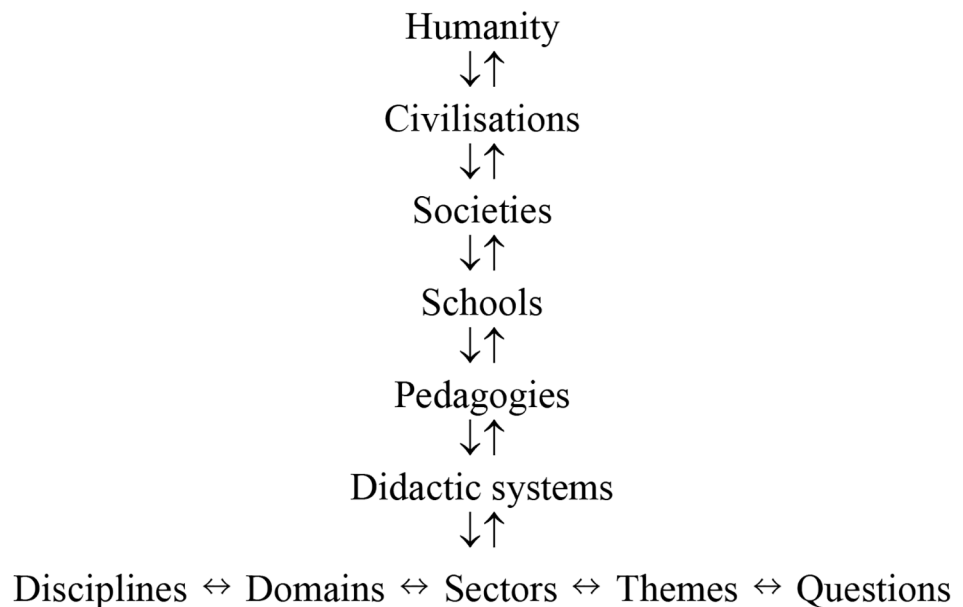 Humanity
↓↑
Civilisations
↓↑
Societies
↓↑
Schools
↓↑
Pedagogies
↓↑
Didactic systems
↓↑
Disciplines ↔ Domains ↔ Sectors ↔ Themes ↔ Questions